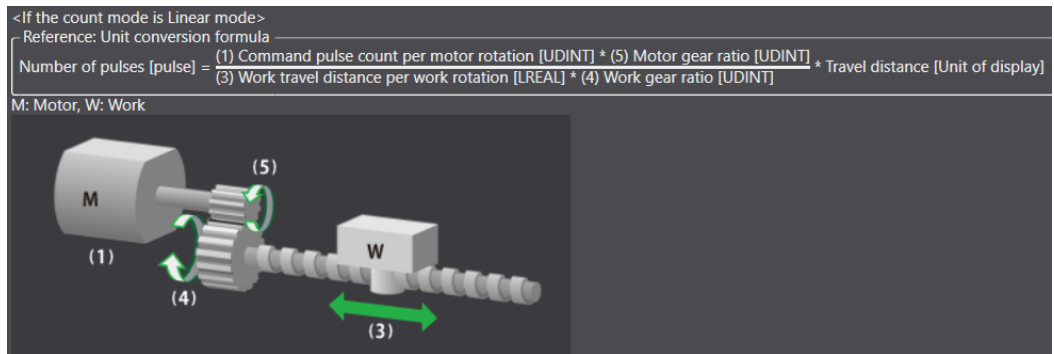 <If the count mode is Linear mode>
Reference: Unit conversion formula
(1) Command pulse count per motor rotation [UDINT] * (5) Motor gear ratio [UDINT]
Number of pulses [pulse] = * Travel distance [Unit of display]
(3) Work travel distance per work rotation [LREAL] * (4) Work gear ratio [UDINT]
M: Motor, W: Work
(5)
M
W
(1)
(4)
(3)